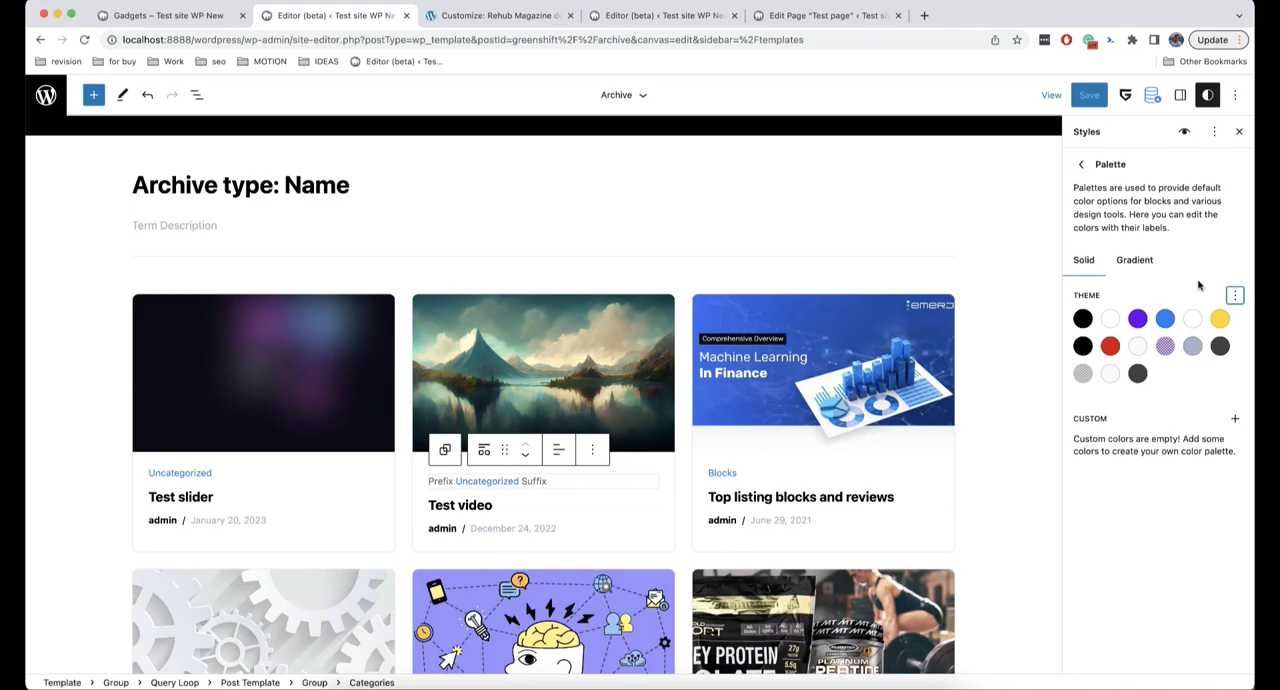 Gadgets – Test site WP New
Editor (beta) ‹ Test site WP Ne
Customize: Rehub Magazine d
Editor (beta) ‹ Test site WP Ne
Edit Page "Test page" ‹ Test si
localhost:8888/wordpress/wp-admin/site-editor.php?postType=wp_template&postId=greenshift%2F%2Farchive&canvas=edit&sidebar=%2Ftemplates
Update
revision
for buy
Work
seo
MOTION
IDEAS
Editor (beta) ‹ Tes...
Other Bookmarks
Archive
View
Save
Styles
Palette
Palettes are used to provide default
color options for blocks and various
design tools. Here you can edit the
colors with their labels.
Solid
Gradient
THEME
CUSTOM
Custom colors are empty! Add some
colors to create your own color palette.
Archive type: Name
Term Description
emerj
Comprehensive Overview
Machine Learning
In Finance
Uncategorized
Test slider
admin / January 20, 2023
Prefix Uncategorized Suffix
Test video
admin / December 24, 2022
Blocks
Top listing blocks and reviews
admin / June 29, 2021
PLATINUM
Template > Group > Query Loop > Post Template > Group > Categories